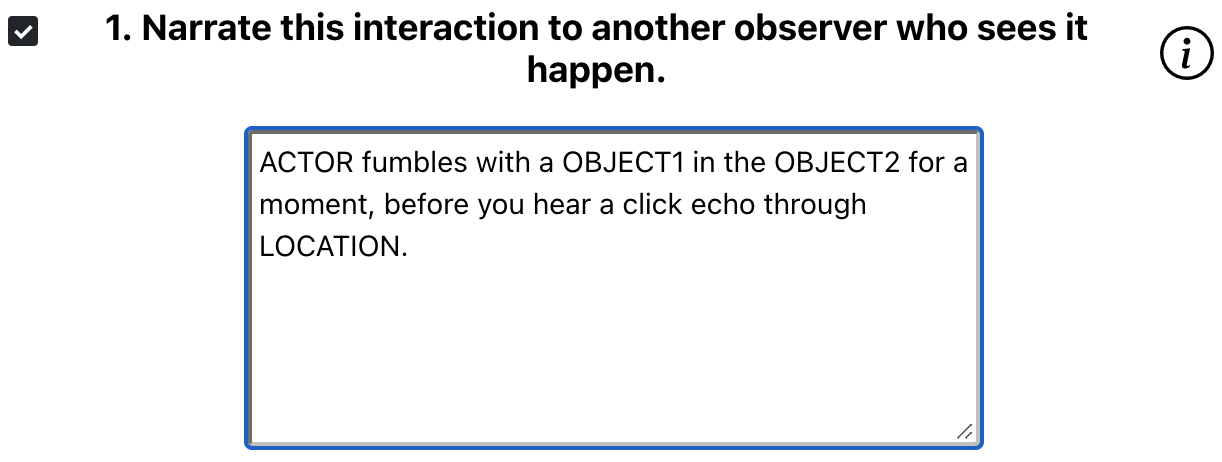 1. Narrate this interaction to another observer who sees it
happen.
i
ACTOR fumbles with a OBJECT1 in the OBJECT2 for a
moment, before you hear a click echo through
LOCATION.